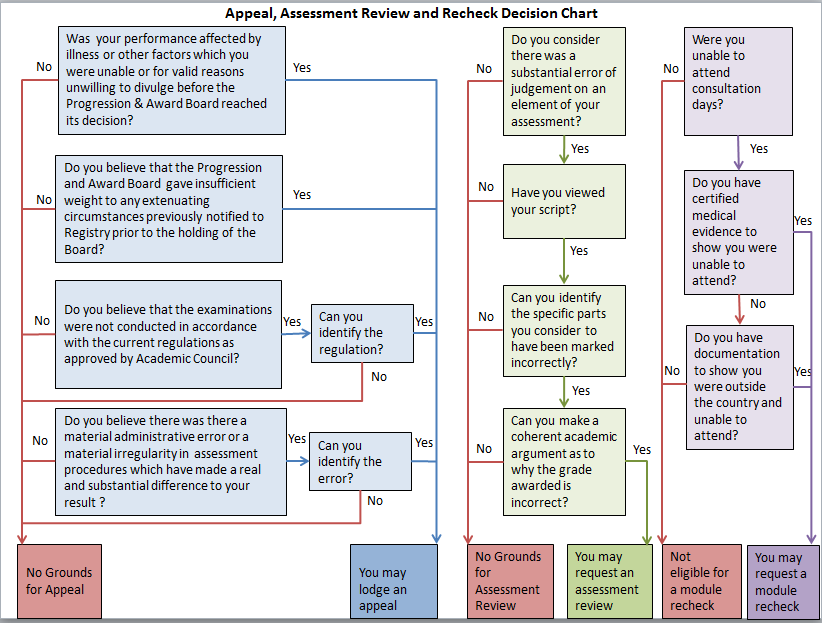 Appeal, Assessment Review and Recheck Decision Chart
Was your performance affected by
illness or other factors which you
were unable or for valid reasons
unwilling to divulge before the
Progression & Award Board reached
its decision?
No
Yes
Do you believe that the Progression
and Award Board gave insufficient
weight to any extenuating
circumstances previously notified to
Registry prior to the holding of the
Board?
No
Yes
Do you believe that the examinations
were not conducted in accordance
with the current regulations as
approved by Academic Council?
No
Yes
Can you
identify the
regulation?
Yes
No
Do you believe there was there a
material administrative error or a
material irregularity in assessment
procedures which have made a real
and substantial difference to your
result ?
No
Yes
Can you
identify the
error?
Yes
No
No Grounds
for Appeal
You may
lodge an
appeal
Do you consider
there was a
substantial error of
judgement on an
element of your
assessment?
No
Yes
Have you viewed
your script?
No
Yes
Can you identify
the specific parts
you consider to
have been marked
incorrectly?
No
Yes
Can you make a
coherent academic
argument as to
why the grade
awarded is
incorrect?
No
Yes
No Grounds
for
Assessment
Review
You may
request an
assessment
review
Were you
unable to
attend
consultation
days?
No
Yes
Do you have
certified
medical
evidence to
show you were
unable to
attend?
Yes
No
Do you have
documentation
to show you
were outside
the country and
unable to
attend?
No
Yes
Not
eligible for
a module
recheck
You may
request a
module
recheck